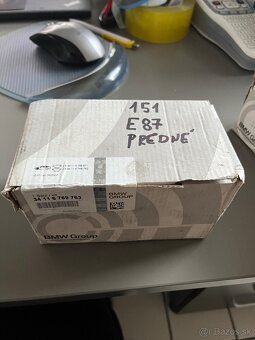 151
E87
PREDNÉ
34 11 6 769 763
BMW
GROUP
BMW Group
Bazos.sk